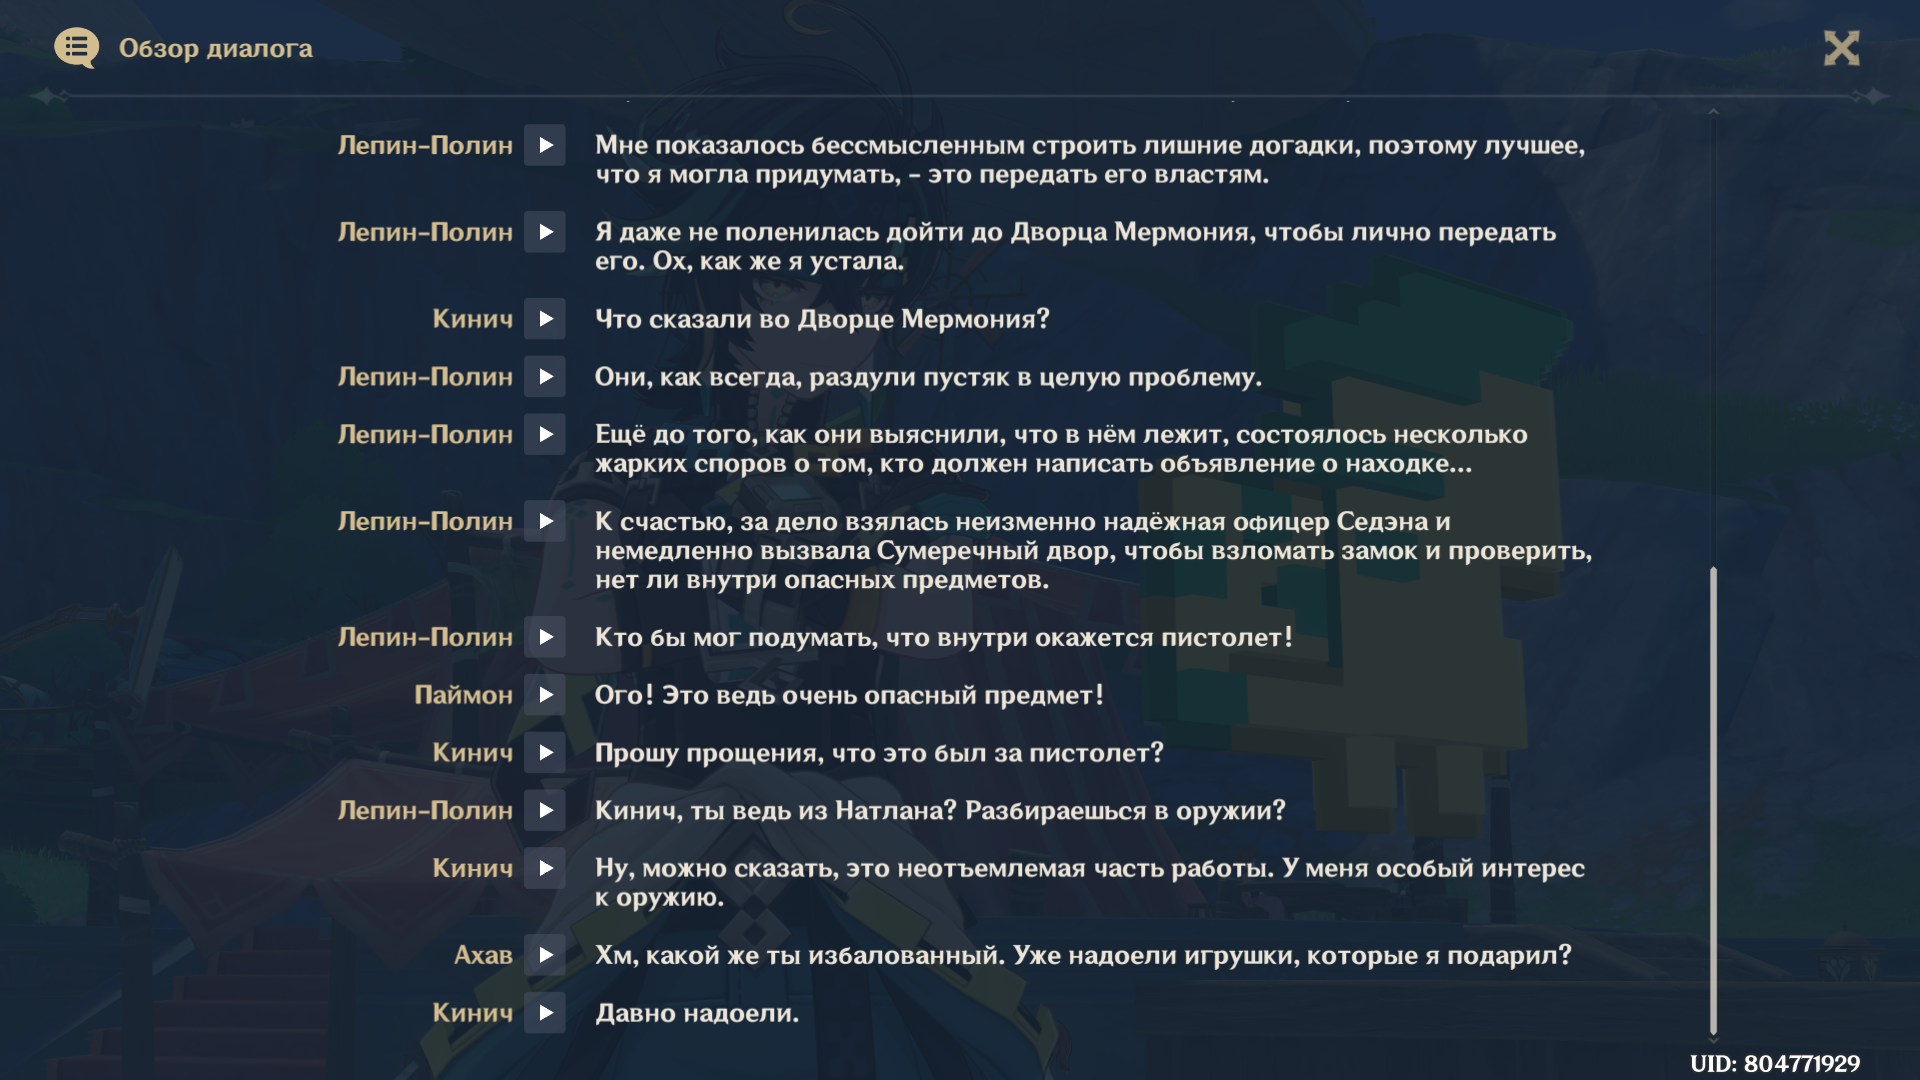 Обзор диалога
Лепин-Полин
Мне показалось бессмысленным строить лишние догадки, поэтому лучшее,
что я могла придумать, – это передать его властям.
Лепин-Полин
Я даже не поленилась дойти до Дворца Мермония, чтобы лично передать
его. Ох, как же я устала.
Кинич
Что сказали во Дворце Мермония?
Лепин-Полин
Они, как всегда, раздули пустяк в целую проблему.
Лепин-Полин
Ещё до того, как они выяснили, что в нём лежит, состоялось несколько
жарких споров о том, кто должен написать объявление о находке...
Лепин-Полин
К счастью, за дело взялась неизменно надёжная офицер Седэна и
немедленно вызвала Сумеречный двор, чтобы взломать замок и проверить,
нет ли внутри опасных предметов.
Лепин-Полин
Кто бы мог подумать, что внутри окажется пистолет!
Паймон
Ого! Это ведь очень опасный предмет!
Кинич
Прошу прощения, что это был за пистолет?
Лепин-Полин
Кинич, ты ведь из Натлана? Разбираешься в оружии?
Кинич
Ну, можно сказать, это неотъемлемая часть работы. У меня особый интерес
к оружию.
Ахав
Хм, какой же ты избалованный. Уже надоели игрушки, которые я подарил?
Кинич
Давно надоели.
UID: 804771929